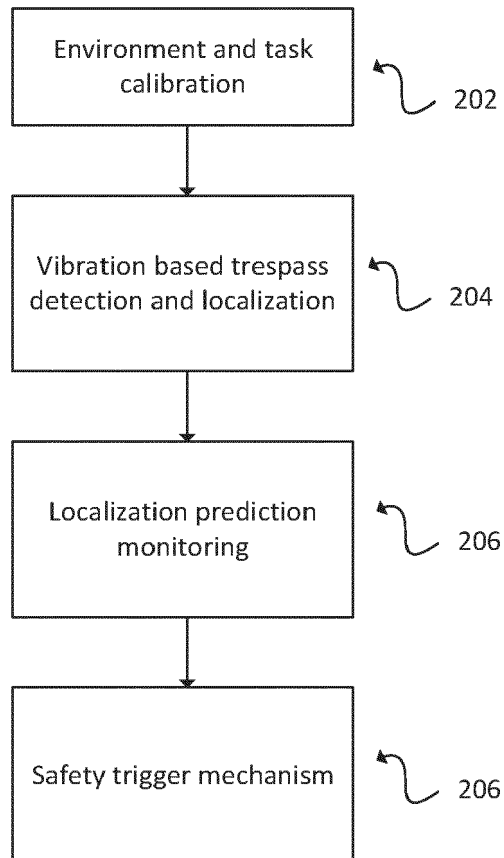 Environment and task
calibration
202
Vibration based trespass
detection and localization
204
Localization prediction
monitoring
206
Safety trigger mechanism
206